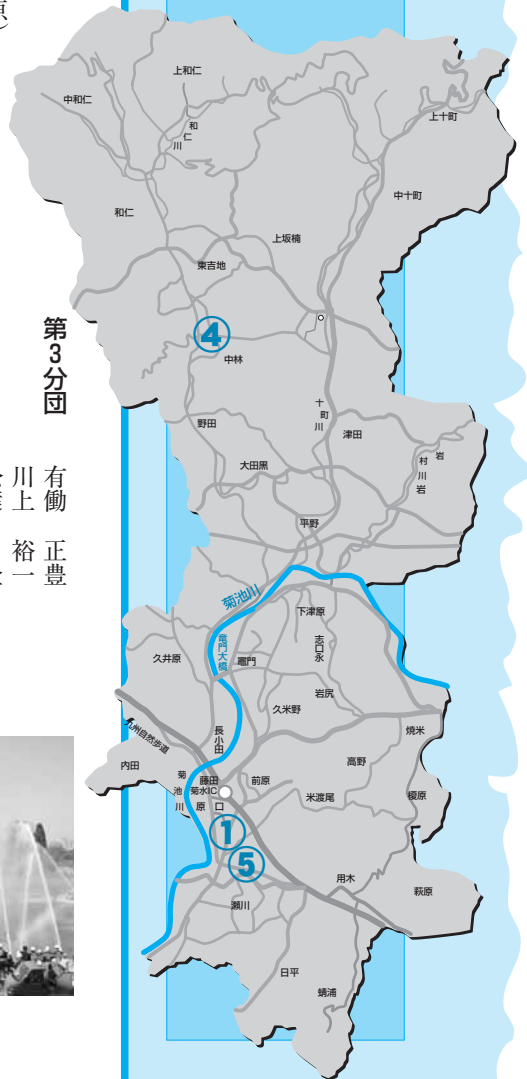 上和仁
中和仁
和仁川
上十町
和仁
中十町
上坂楠
東吉地
④
中林
第3分団
十町川
野田
津田
大田黒
岩村川
岩
有働 正豊
川上 裕一
平野
菊池川
下津原
竜門大橋
竈門
志口永
久井原
岩尻
久米野
長小田
焼米
九州自然歩道
内田
高野
藤田
前原
菊池川
菊水IC
米渡尾
榎原
原口
①
⑤
用木
萩原
瀬川
日平
蜻浦